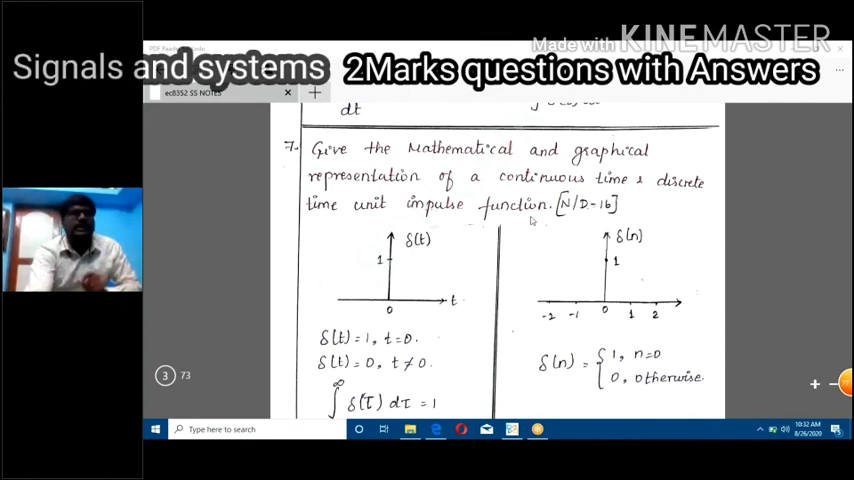 Made with KINEMASTER
Signals and systems 2Marks questions with Answers
ec8352 SS NOTES
dt
7. Give the Mathematical and graphical
representation of a continuous time & discrete
time unit impulse function. [N/D-16]
δ(t)
1
0
t
δ(t) = 1, t=0.
δ(t) = 0, t ≠ 0.
∫ ∞ δ(τ) dτ = 1
δ(n)
1
-2 -1 0 1 2
δ(n) = { 1, n=0
0, otherwise.
3 73
Type here to search
10:32 AM
8/26/2020